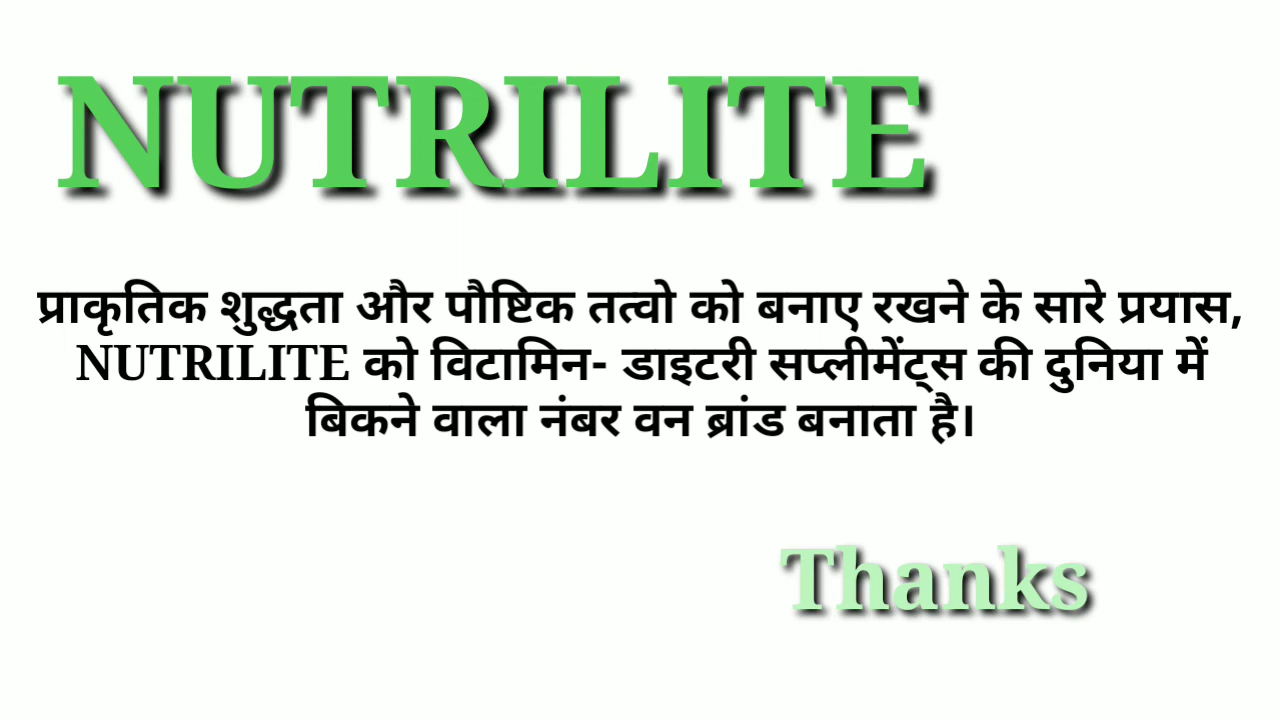 NUTRILITE
प्राकृतिक शुद्धता और पौष्टिक तत्वो को बनाए रखने के सारे प्रयास,
NUTRILITE को विटामिन- डाइटरी सप्लीमेंट्स की दुनिया में
बिकने वाला नंबर वन ब्रांड बनाता है।
Thanks